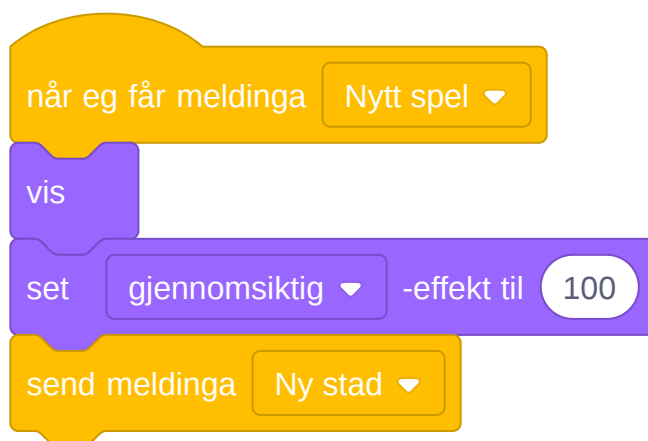 når eg får meldinga Nytt spel
vis
set gjennomsiktig -effekt til 100
send meldinga Ny stad